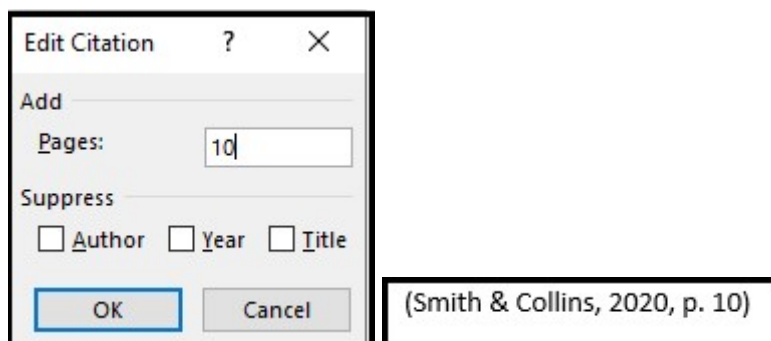 Edit Citation ? ×
Add
Pages: 10
Suppress
Author Year Title
OK Cancel
(Smith & Collins, 2020, p. 10)